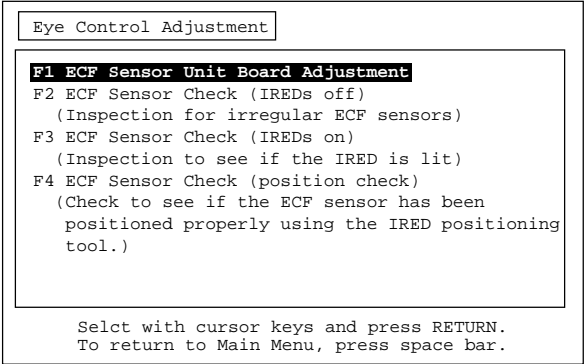 Eye Control Adjustment
F1 ECF Sensor Unit Board Adjustment
F2 ECF Sensor Check (IREDs off)
(Inspection for irregular ECF sensors)
F3 ECF Sensor Check (IREDs on)
(Inspection to see if the IRED is lit)
F4 ECF Sensor Check (position check)
(Check to see if the ECF sensor has been
positioned properly using the IRED positioning
tool.)
Selct with cursor keys and press RETURN.
To return to Main Menu, press space bar.